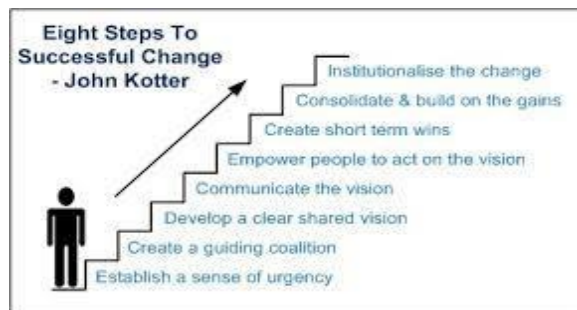 Eight Steps To
Successful Change
- John Kotter
Institutionalise the change
Consolidate & build on the gains
Create short term wins
Empower people to act on the vision
Communicate the vision
Develop a clear shared vision
Create a guiding coalition
Establish a sense of urgency